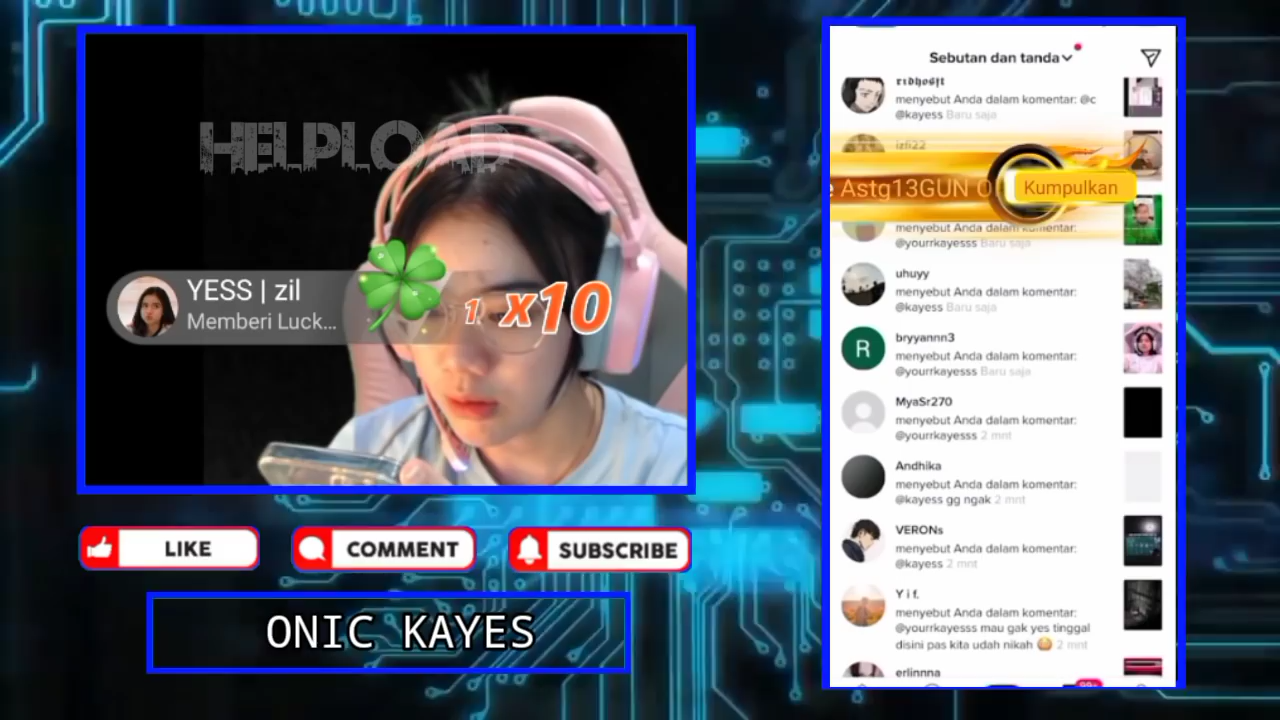 HELPLOAD
YESS | zil
Memberi Luck...
1 x10
LIKE
COMMENT
SUBSCRIBE
ONIC KAYES
Sebutan dan tanda
𝖗𝖎𝖉𝖍𝖔𝖘𝖋𝖙
menyebut Anda dalam komentar: @c
@kayess Baru saja
izli22
Astg13GUN O
Kumpulkan
menyebut Anda dalam komentar:
@yourrkayesss Baru saja
uhuyy
menyebut Anda dalam komentar:
@kayess Baru saja
R
bryyannn3
menyebut Anda dalam komentar:
@yourrkayesss Baru saja
MyaSr270
menyebut Anda dalam komentar:
@yourrkayesss 2 mnt
Andhika
menyebut Anda dalam komentar:
@kayess gg ngak 2 mnt
VERONs
menyebut Anda dalam komentar:
@kayess 2 mnt
Y i f.
menyebut Anda dalam komentar:
@yourrkayesss mau gak yes tinggal
disini pas kita udah nikah 2 mnt
erlinnna
99+